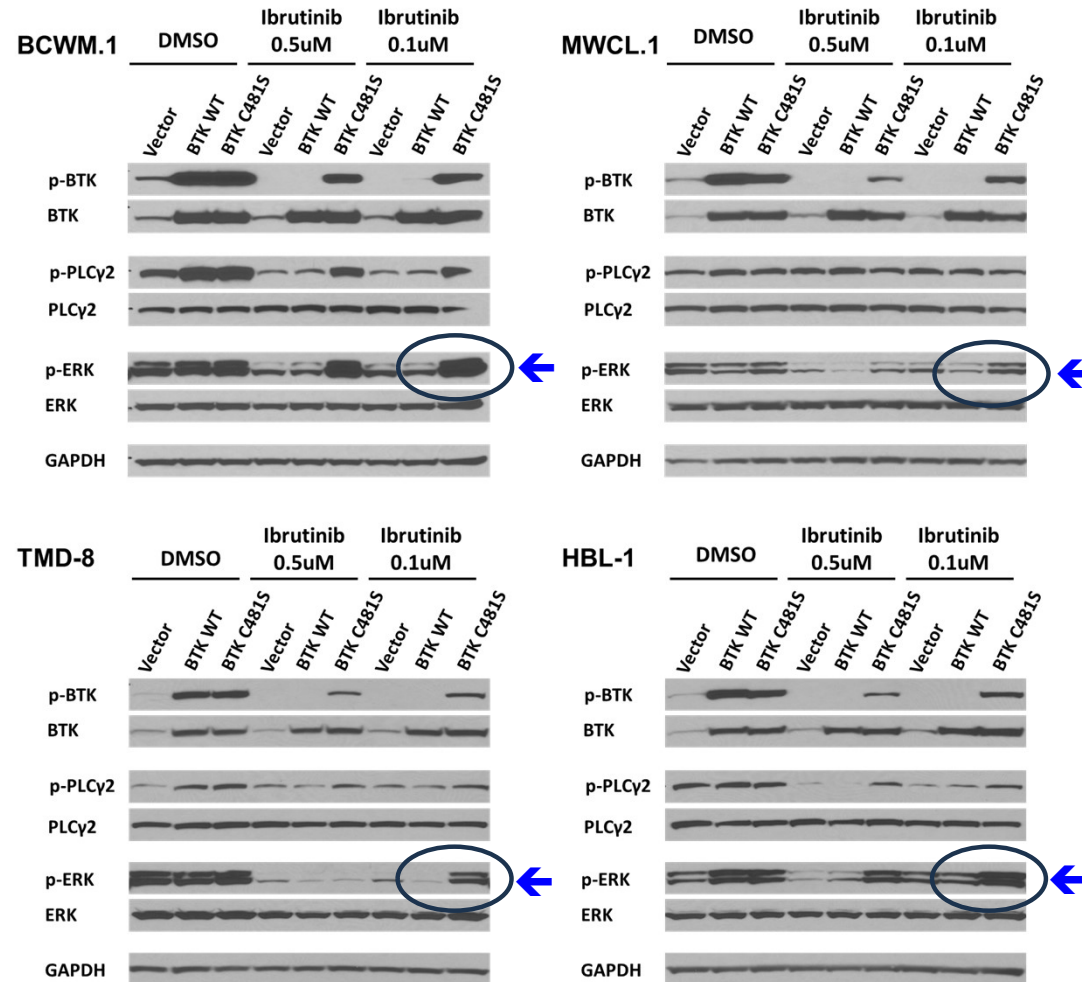 BCWM.1
DMSO
Ibrutinib
0.5uM
Ibrutinib
0.1uM
Vector
BTK WT
BTK C481S
Vector
BTK WT
BTK C481S
Vector
BTK WT
BTK C481S
p-BTK
BTK
p-PLCγ2
PLCγ2
p-ERK
ERK
GAPDH
MWCL.1
DMSO
Ibrutinib
0.5uM
Ibrutinib
0.1uM
Vector
BTK WT
BTK C481S
Vector
BTK WT
BTK C481S
Vector
BTK WT
BTK C481S
p-BTK
BTK
p-PLCγ2
PLCγ2
p-ERK
ERK
GAPDH
TMD-8
DMSO
Ibrutinib
0.5uM
Ibrutinib
0.1uM
Vector
BTK WT
BTK C481S
Vector
BTK WT
BTK C481S
Vector
BTK WT
BTK C481S
p-BTK
BTK
p-PLCγ2
PLCγ2
p-ERK
ERK
GAPDH
HBL-1
DMSO
Ibrutinib
0.5uM
Ibrutinib
0.1uM
Vector
BTK WT
BTK C481S
Vector
BTK WT
BTK C481S
Vector
BTK WT
BTK C481S
p-BTK
BTK
p-PLCγ2
PLCγ2
p-ERK
ERK
GAPDH